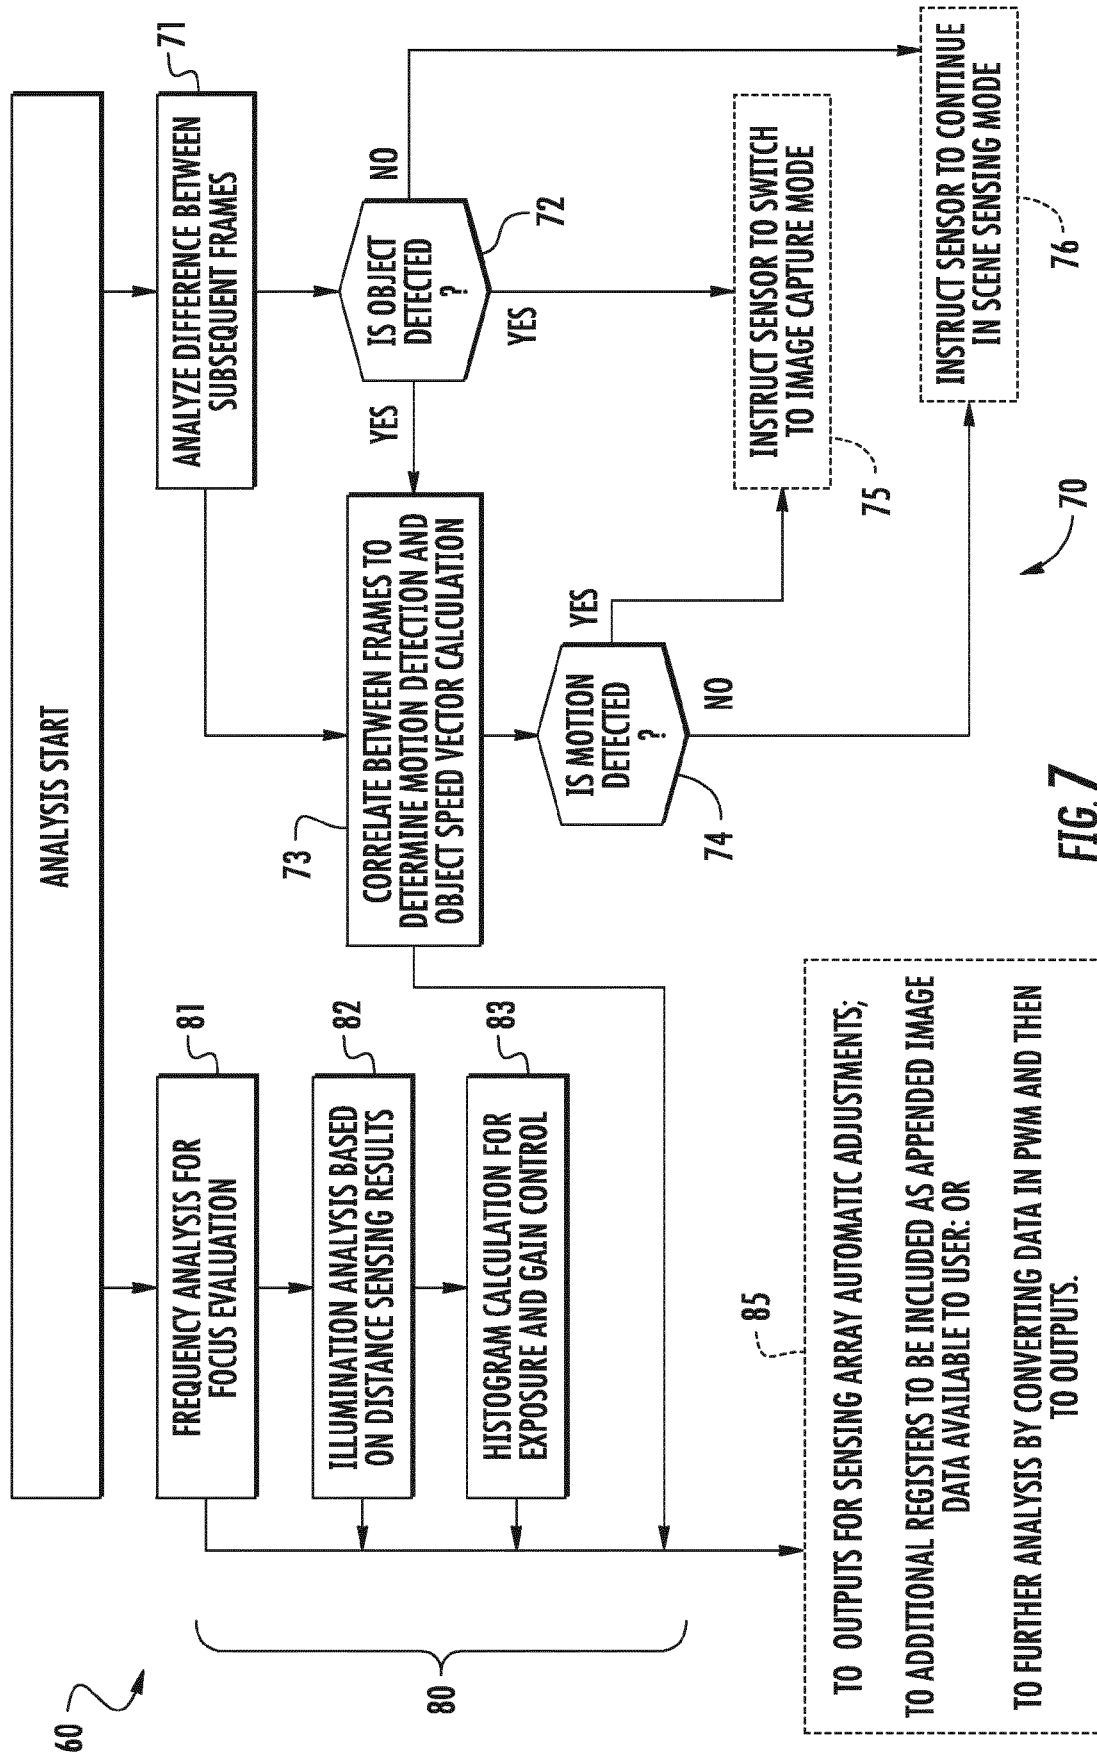 60
ANALYSIS START
FREQUENCY ANALYSIS FOR
FOCUS EVALUATION
81
ILLUMINATION ANALYSIS BASED
ON DISTANCE SENSING RESULTS
82
HISTOGRAM CALCULATION FOR
EXPOSURE AND GAIN CONTROL
83
80
ANALYZE DIFFERENCE BETWEEN
SUBSEQUENT FRAMES
71
IS OBJECT
DETECTED
?
72
NO
YES
YES
73
CORRELATE BETWEEN FRAMES TO
DETERMINE MOTION DETECTION AND
OBJECT SPEED VECTOR CALCULATION
IS MOTION
DETECTED
?
74
YES
NO
INSTRUCT SENSOR TO SWITCH
TO IMAGE CAPTURE MODE
75
INSTRUCT SENSOR TO CONTINUE
IN SCENE SENSING MODE
76
70
85
TO OUTPUTS FOR SENSING ARRAY AUTOMATIC ADJUSTMENTS;
TO ADDITIONAL REGISTERS TO BE INCLUDED AS APPENDED IMAGE
DATA AVAILABLE TO USER: OR
TO FURTHER ANALYSIS BY CONVERTING DATA IN PWM AND THEN
TO OUTPUTS.
FIG. 7